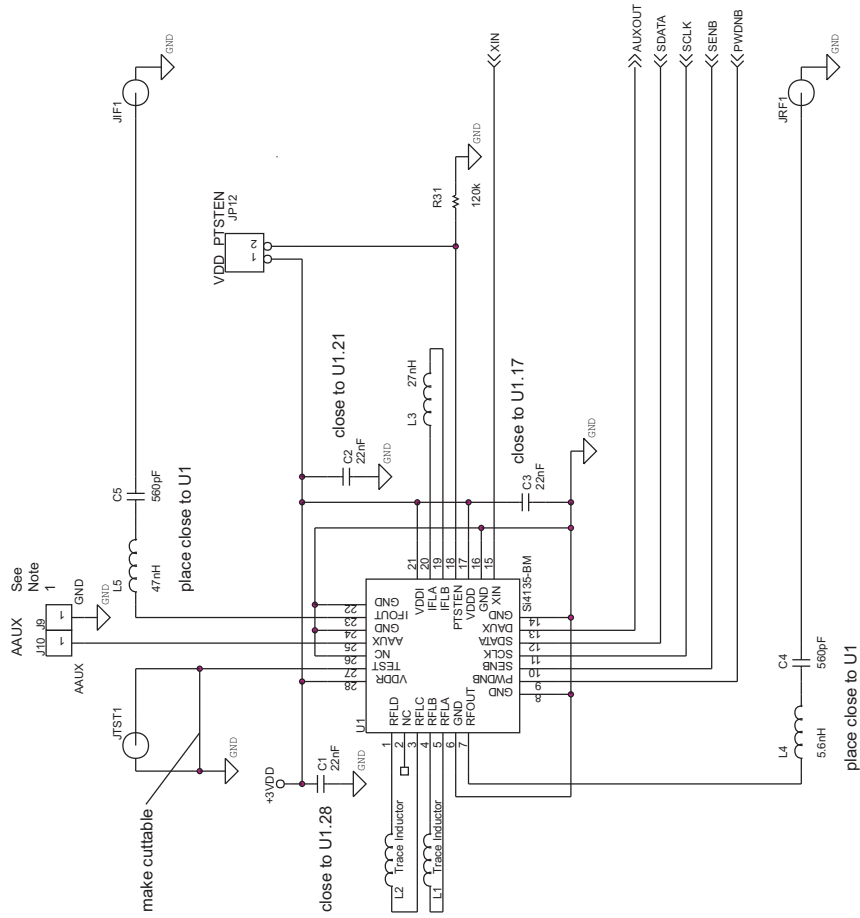 make cuttable
JTST1
GND
AAUX
See
Note
1
J10
J9
1
1
GND
AAUX
GND
L5
47nH
C5
560pF
place close to U1
JIF1
GND
+3VDD
C1
22nF
GND
close to U1.28
VDD PTSTEN
JP12
1
2
C2
22nF
GND
close to U1.21
L3
27nH
R31
120k
GND
XIN
C3
22nF
close to U1.17
GND
L2 Trace Inductor
L1 Trace Inductor
U1
Si4135-BM
1
2
3
4
5
6
7
RFLD
NC
RFLC
RFLB
RFLA
GND
RFOUT
28
27
26
25
24
23
22
VDDR
TEST
NC
AAUX
GND
IFOUT
GND
21
20
19
18
17
16
15
VDDI
IFLA
IFLB
PTSTEN
VDDD
GND
XIN
8
9
10
11
12
13
14
GND
PWDNB
SENB
SCLK
SDATA
DAUX
GND
AUXOUT
SDATA
SCLK
SENB
PWDNB
L4
5.6nH
C4
560pF
place close to U1
JRF1
GND